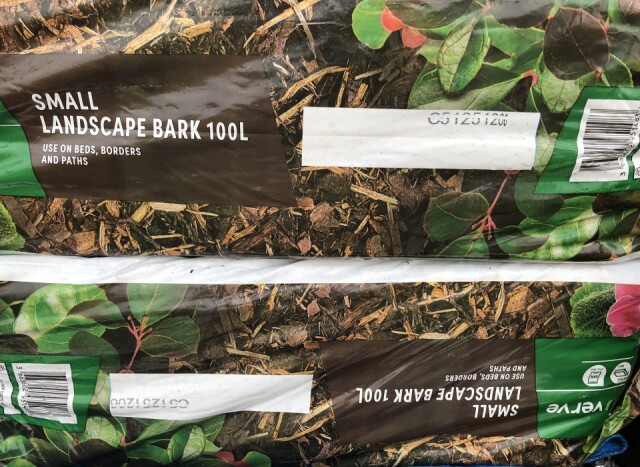 SMALL
LANDSCAPE BARK 100L
USE ON BEDS, BORDERS
AND PATHS
verve
SMALL
LANDSCAPE BARK 100L
USE ON BEDS, BORDERS
AND PATHS